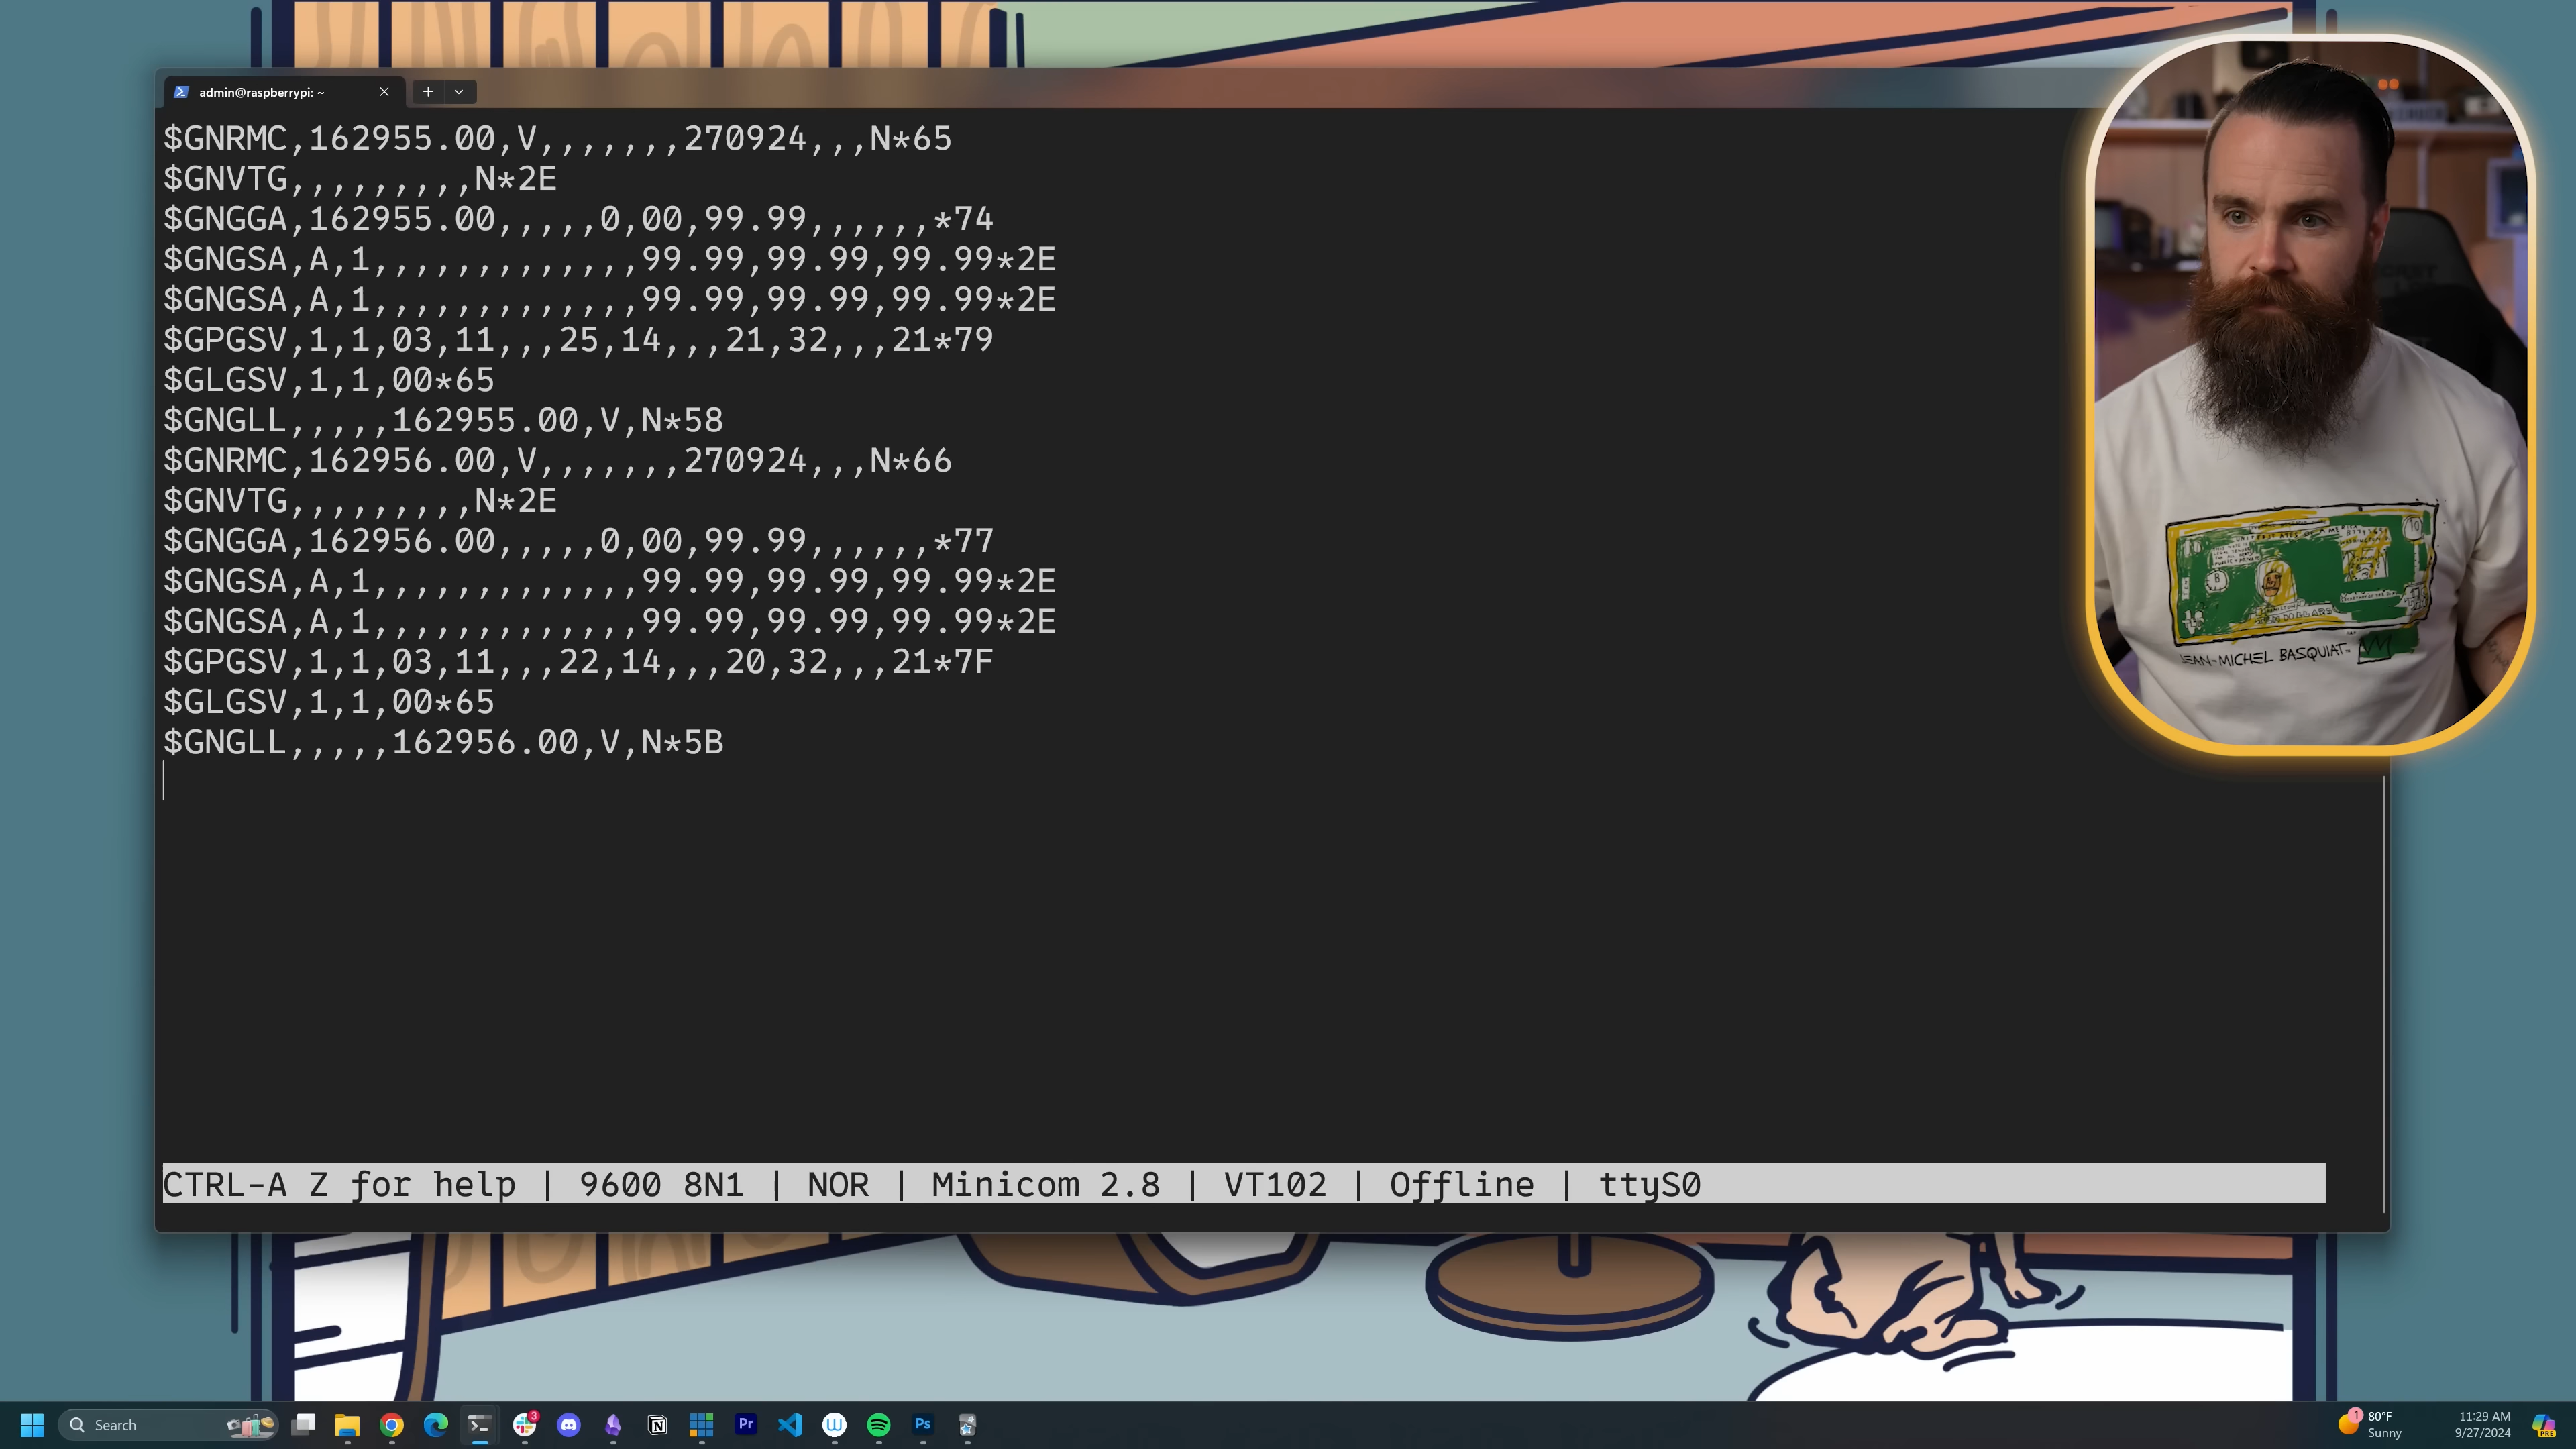 admin@raspberrypi: ~
$GNRMC,162955.00,V,,,,,,,270924,,,N*65
$GNVTG,,,,,,,,,N*2E
$GNGGA,162955.00,,,,,0,00,99.99,,,,,,*74
$GNGSA,A,1,,,,,,,,,,,,,99.99,99.99,99.99*2E
$GNGSA,A,1,,,,,,,,,,,,,99.99,99.99,99.99*2E
$GPGSV,1,1,03,11,,,25,14,,,21,32,,,21*79
$GLGSV,1,1,00*65
$GNGLL,,,,,162955.00,V,N*58
$GNRMC,162956.00,V,,,,,,,270924,,,N*66
$GNVTG,,,,,,,,,N*2E
$GNGGA,162956.00,,,,,0,00,99.99,,,,,,*77
$GNGSA,A,1,,,,,,,,,,,,,99.99,99.99,99.99*2E
$GNGSA,A,1,,,,,,,,,,,,,99.99,99.99,99.99*2E
$GPGSV,1,1,03,11,,,22,14,,,20,32,,,21*7F
$GLGSV,1,1,00*65
$GNGLL,,,,,162956.00,V,N*5B
JEAN-MICHEL BASQUIAT
CTRL-A Z for help | 9600 8N1 | NOR | Minicom 2.8 | VT102 | Offline | ttyS0
Search
3
Pr
Ps
1
80°F
Sunny
11:29 AM
9/27/2024
PRE